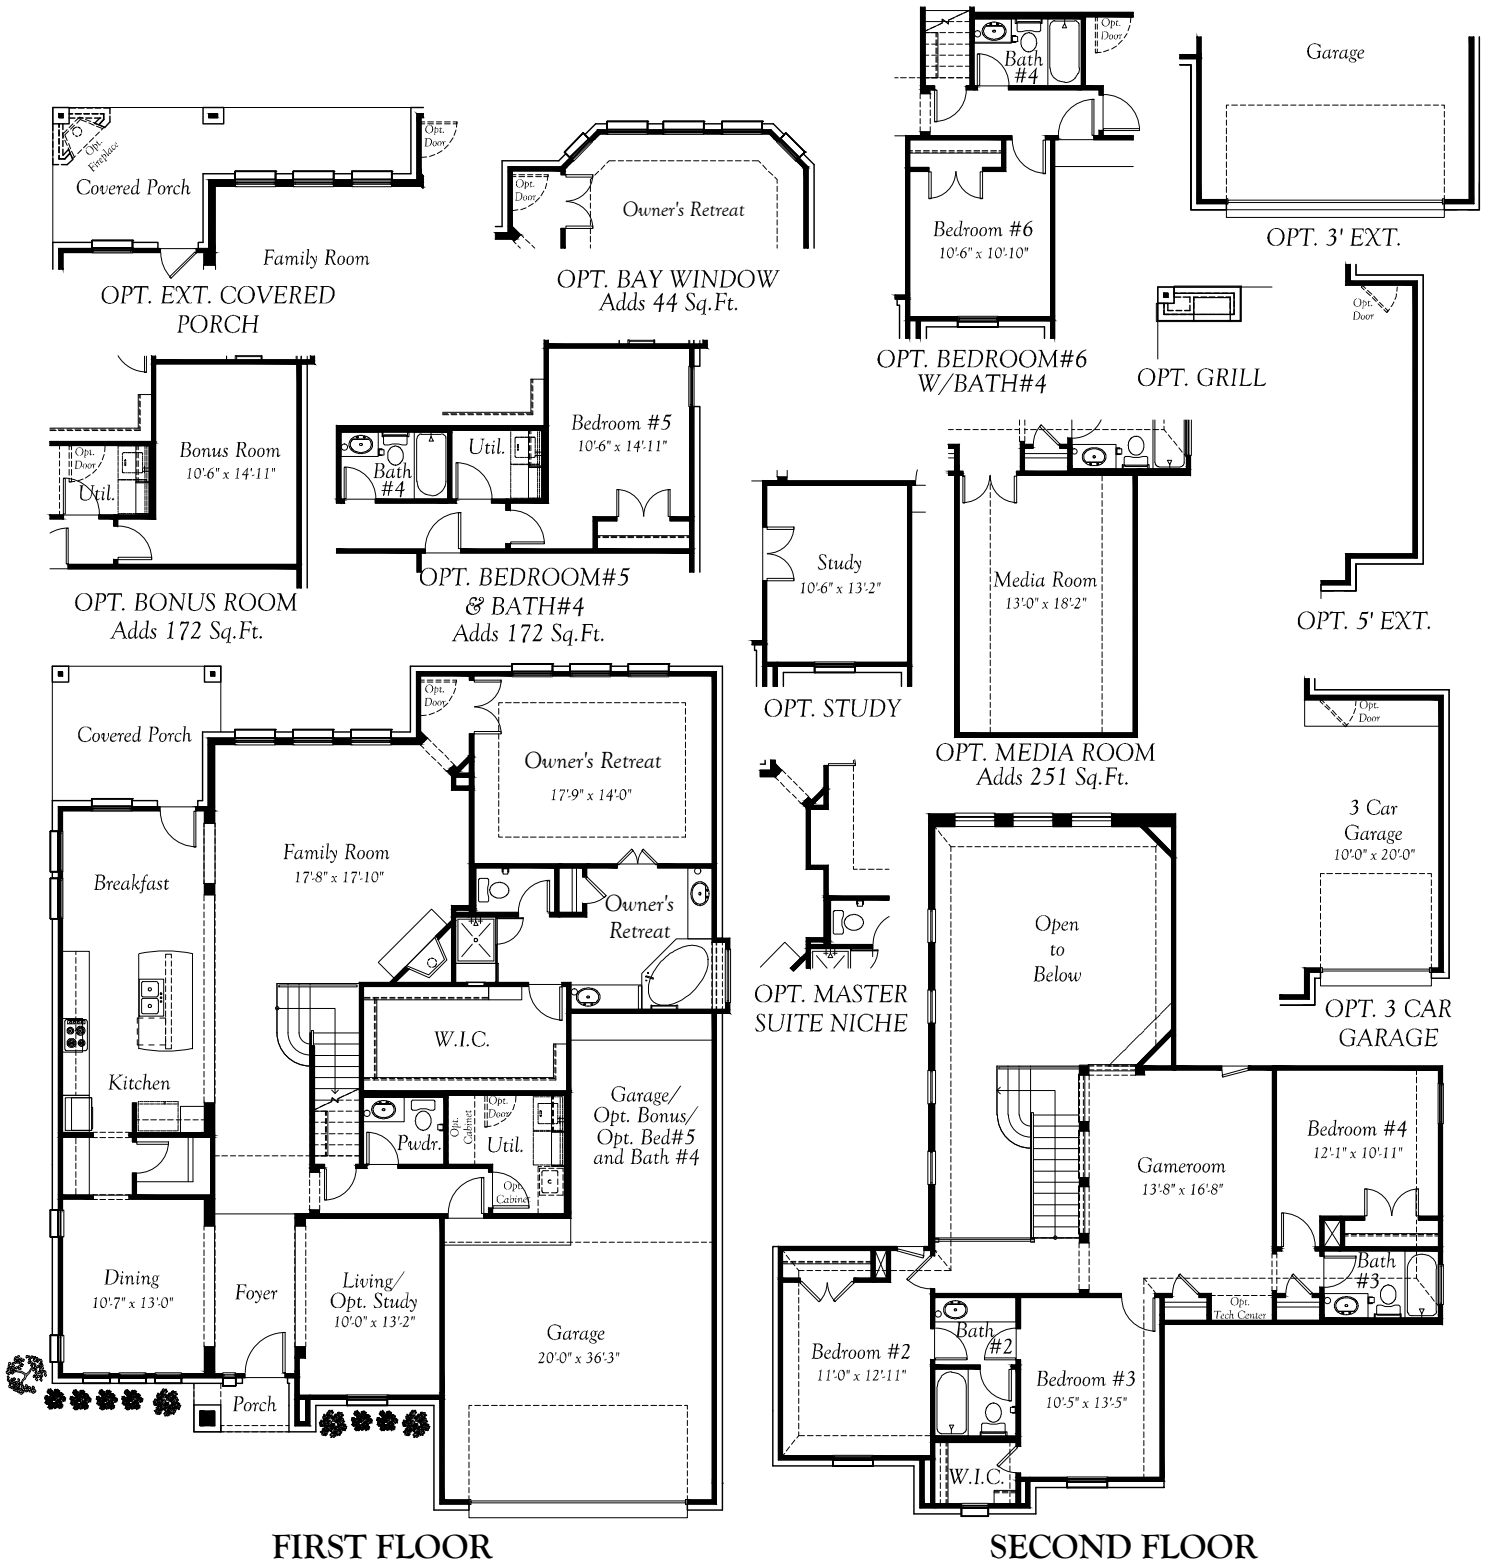 Opt.
Fireplace
Opt.
Door
Covered Porch
Family Room
OPT. EXT. COVERED
PORCH
Opt.
Door
Owner's Retreat
OPT. BAY WINDOW
Adds 44 Sq.Ft.
Bath
#4
Opt.
Door
Bedroom #6
10'-6" x 10'-10"
OPT. BEDROOM#6
W/BATH#4
Garage
OPT. 3' EXT.
OPT. GRILL
Opt.
Door
OPT. 5' EXT.
Opt.
Door
Util.
Bonus Room
10'-6" x 14'-11"
OPT. BONUS ROOM
Adds 172 Sq.Ft.
Bath
#4
Util.
Bedroom #5
10'-6" x 14'-11"
OPT. BEDROOM#5
& BATH#4
Adds 172 Sq.Ft.
Study
10'-6" x 13'-2"
OPT. STUDY
Media Room
13'-0" x 18'-2"
OPT. MEDIA ROOM
Adds 251 Sq.Ft.
OPT. MASTER
SUITE NICHE
Opt.
Door
3 Car
Garage
10'-0" x 20'-0"
OPT. 3 CAR
GARAGE
Covered Porch
Opt.
Door
Owner's Retreat
17'-9" x 14'-0"
Family Room
17'-8" x 17'-10"
Breakfast
Owner's
Retreat
W.I.C.
Kitchen
Garage/
Opt. Bonus/
Opt. Bed#5
and Bath #4
Pwdr.
Opt.
Cabinet
Opt.
Door
Util.
Opt.
Cabinet
Dining
10'-7" x 13'-0"
Foyer
Living/
Opt. Study
10'-0" x 13'-2"
Garage
20'-0" x 36'-3"
Porch
FIRST FLOOR
Open
to
Below
Gameroom
13'-8" x 16'-8"
Bedroom #4
12'-1" x 10'-11"
Bath
#3
Opt.
Tech Center
Bedroom #2
11'-0" x 12'-11"
Bath
#2
Bedroom #3
10'-5" x 13'-5"
W.I.C.
SECOND FLOOR